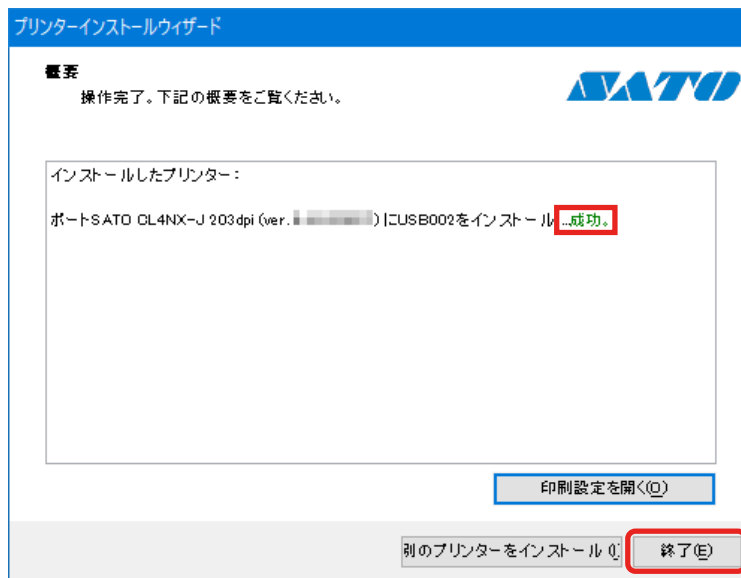 プリンターインストールウィザード
概要
操作完了。下記の概要をご覧ください。
SATO
インストールしたプリンター：
ポートSATO CL4NX-J 203dpi (ver. ) にUSB002をインストール ...成功。
印刷設定を開く(O)
別のプリンターをインストール (I
終了(E)